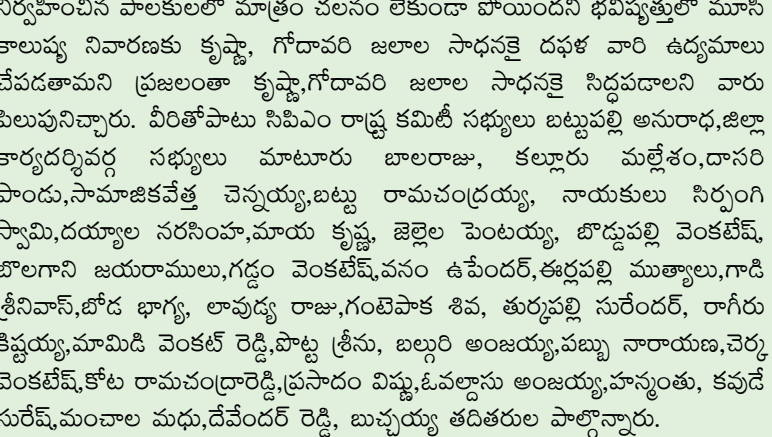 నిర్వహించిన పాలకులలో మాత్రం చలనం లేకుండా పోయిందని భవిష్యత్తులో మూసీ
కాలుష్య నివారణకు కృష్ణా, గోదావరి జలాల సాధనకై దఫళ వారి ఉద్యమాలు
చేపడతామని ప్రజలంతా కృష్ణా,గోదావరి జలాల సాధనకై సిద్ధపడాలని వారు
పిలుపునిచ్చారు. వీరితోపాటు సిపిఎం రాష్ట్ర కమిటీ సభ్యులు బట్టుపల్లి అనురాధ,జిల్లా
కార్యదర్శివర్గ సభ్యులు మాటూరు బాలరాజు, కల్లూరు మల్లేశం,దాసరి
పాండు,సామాజికవేత్త చెన్నయ్య,బట్టు రామచంద్రయ్య, నాయకులు సిర్పంగి
స్వామి,దయ్యాల నరసింహ,మాయ కృష్ణ, జెల్లెల పెంటయ్య, బొడ్డుపల్లి వెంకటేష్,
బొలగాని జయరాములు,గడ్డం వెంకటేష్,వనం ఉపేందర్,ఈర్లపల్లి ముత్యాలు,గాడి
శ్రీనివాస్,బోడ భాగ్య, లావుడ్య రాజు,గంటెపాక శివ, తుర్కపల్లి సురేందర్, రాగీరు
కిష్టయ్య,మామిడి వెంకట్ రెడ్డి,పొట్ట శ్రీను, బల్గురి అంజయ్య,పబ్బు నారాయణ,చెర్క
వెంకటేష్,కోట రామచంద్రారెడ్డి,ప్రసాదం విష్ణు,ఓవల్దాసు అంజయ్య,హన్మంతు, కవుడే
సురేష్,మంచాల మధు,దేవేందర్ రెడ్డి, బుచ్చయ్య తదితరుల పాల్గొన్నారు.